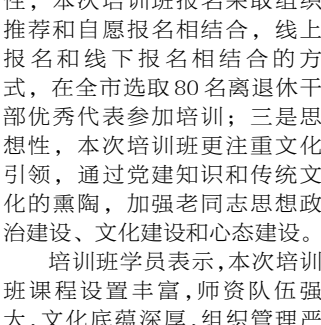 性，本次培训班报名采取组织
推荐和自愿报名相结合，线上
报名和线下报名相结合的方
式，在全市选取80名离退休干
部优秀代表参加培训；三是思
想性，本次培训班更注重文化
引领，通过党建知识和传统文
化的熏陶，加强老同志思想政
治建设、文化建设和心态建设。
培训班学员表示，本次培训
班课程设置丰富，师资队伍强
大，文化底蕴深厚，组织管理严